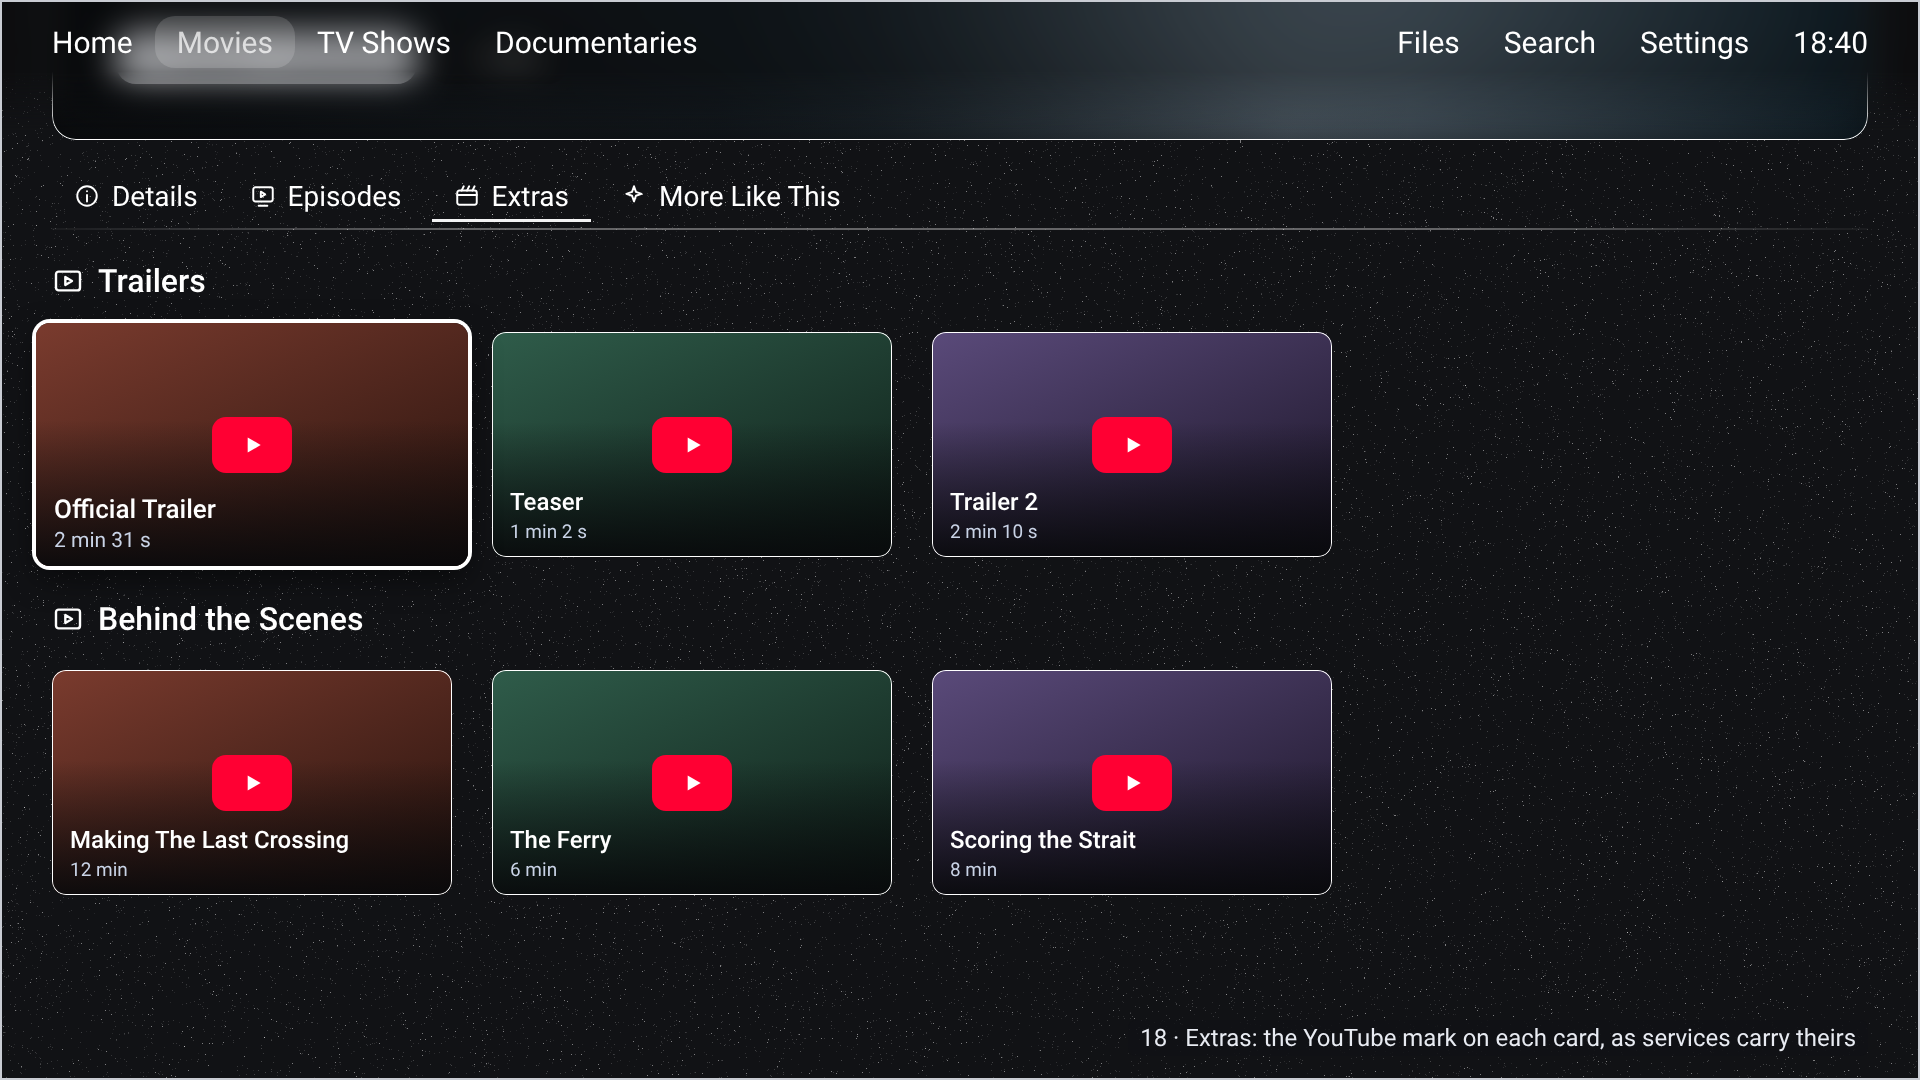 Home Movies TV Shows Documentaries Files Search Settings 18:40
Details Episodes Extras More Like This
Trailers
Official Trailer
2 min 31 s
Teaser
1 min 2 s
Trailer 2
2 min 10 s
Behind the Scenes
Making The Last Crossing
12 min
The Ferry
6 min
Scoring the Strait
8 min
18 · Extras: the YouTube mark on each card, as services carry theirs